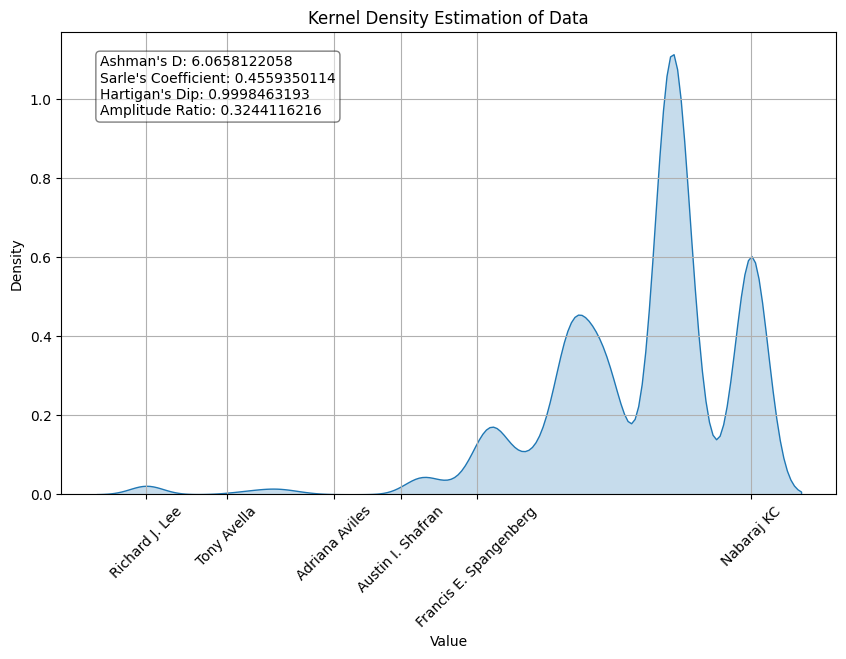 Kernel Density Estimation of Data
Ashman's D: 6.0658122058
Sarle's Coefficient: 0.4559350114
Hartigan's Dip: 0.9998463193
Amplitude Ratio: 0.3244116216
Density
1.0
0.8
0.6
0.4
0.2
0.0
Richard J. Lee
Tony Avella
Adriana Aviles
Austin I. Shafran
Francis E. Spangenberg
Nabaraj KC
Value